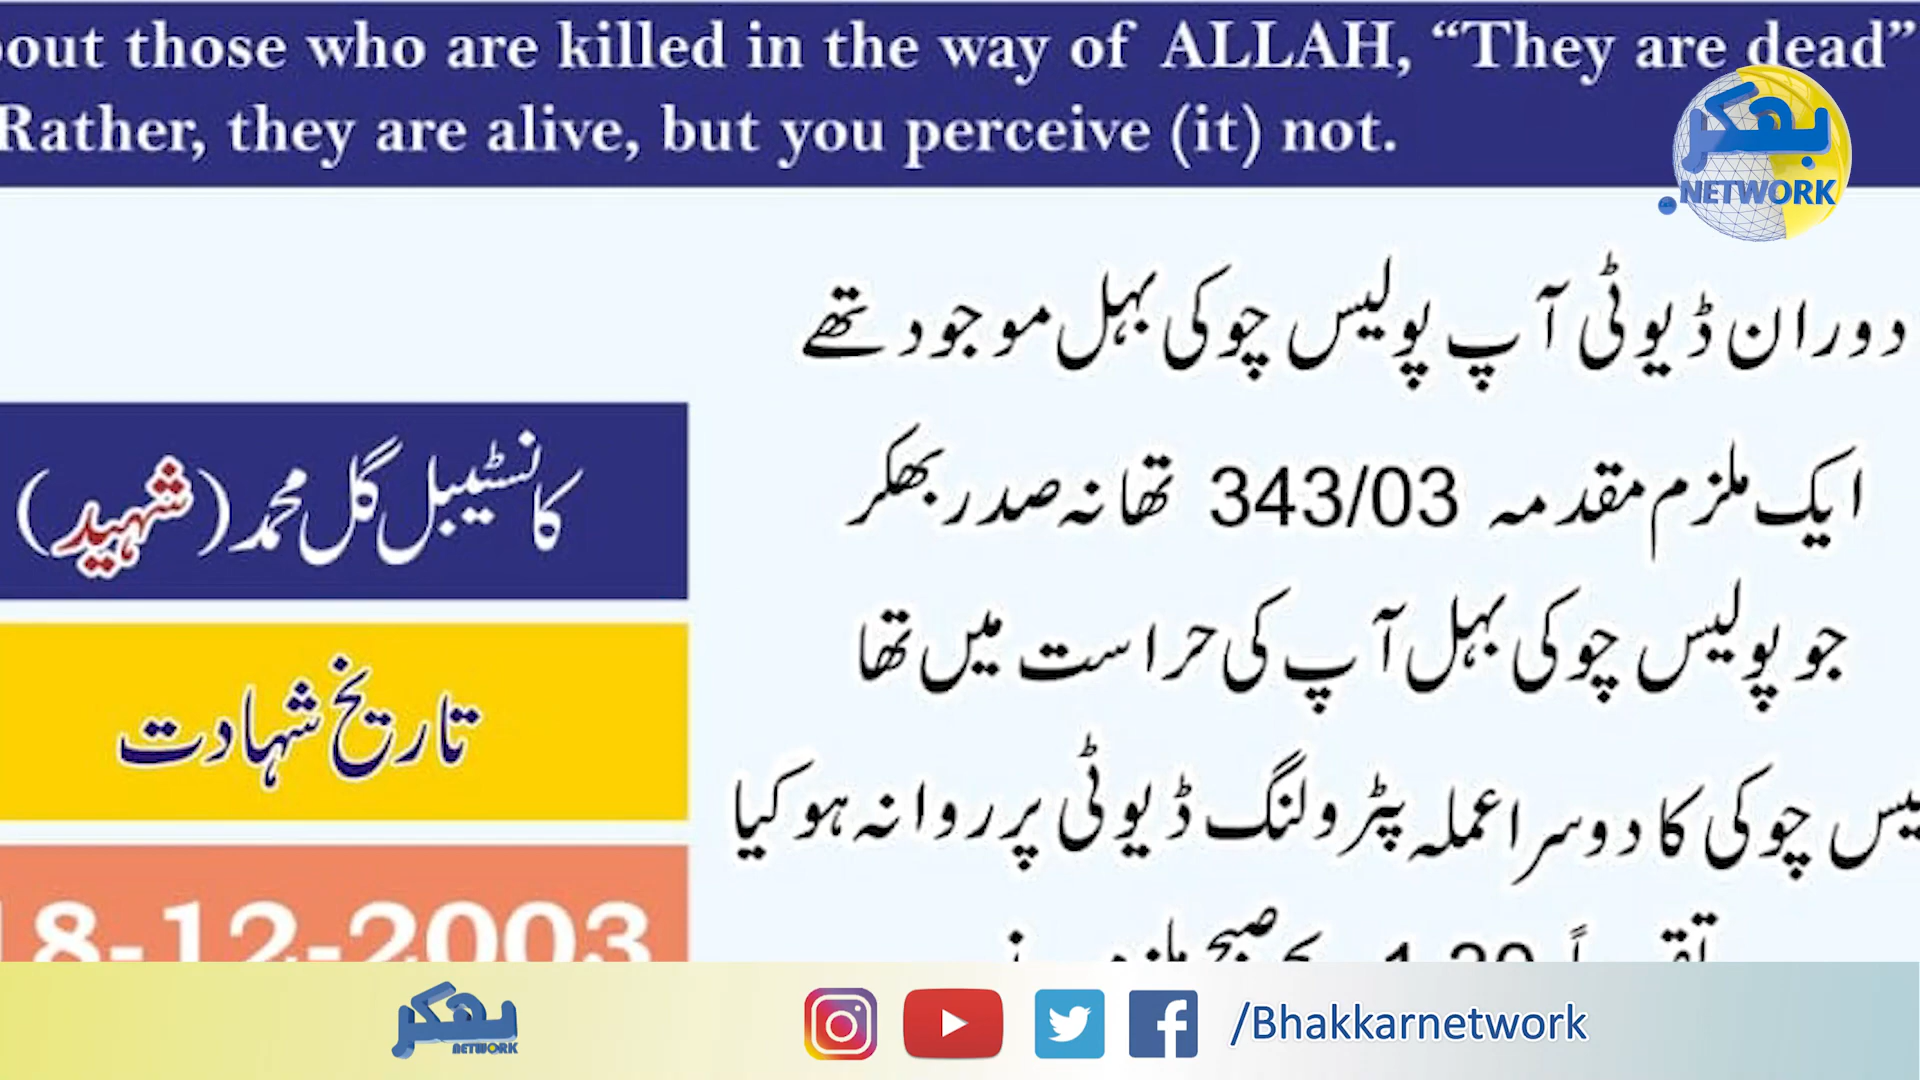 out those who are killed in the way of ALLAH, “They are dead”
Rather, they are alive, but you perceive (it) not.
بھکر
NETWORK
دوران ڈیوٹی آپ پولیس چوکی بہل موجود تھے
ایک ملزم مقدمہ 343/03 تھانہ صدر بھکر
جو پولیس چوکی بہل آپ کی حراست میں تھا
چوکی کا دوسرا عملہ پٹرولنگ ڈیوٹی پر روانہ ہو گیا
کانسٹیبل گل محمد (شہید)
تاریخ شہادت
18-12-2003
بھکر
NETWORK
/Bhakkarnetwork